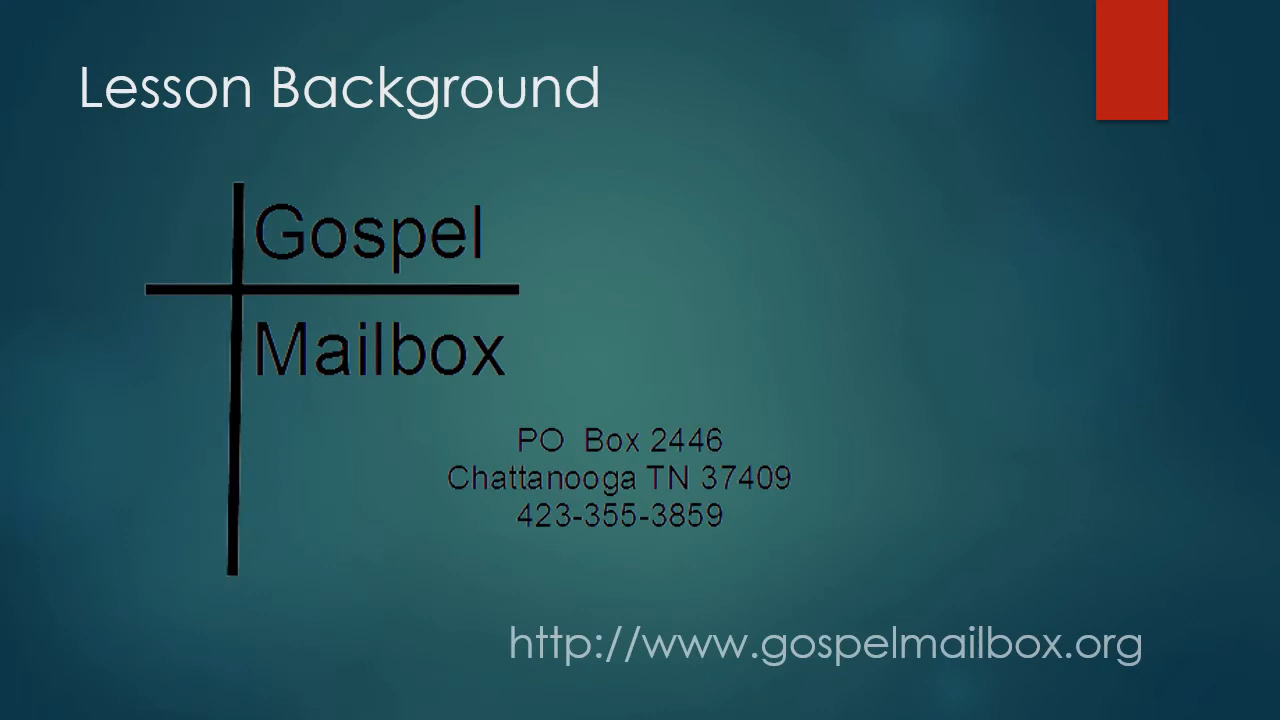 Lesson Background
Gospel
Mailbox
PO Box 2446
Chattanooga TN 37409
423-355-3859
http://www.gospelmailbox.org